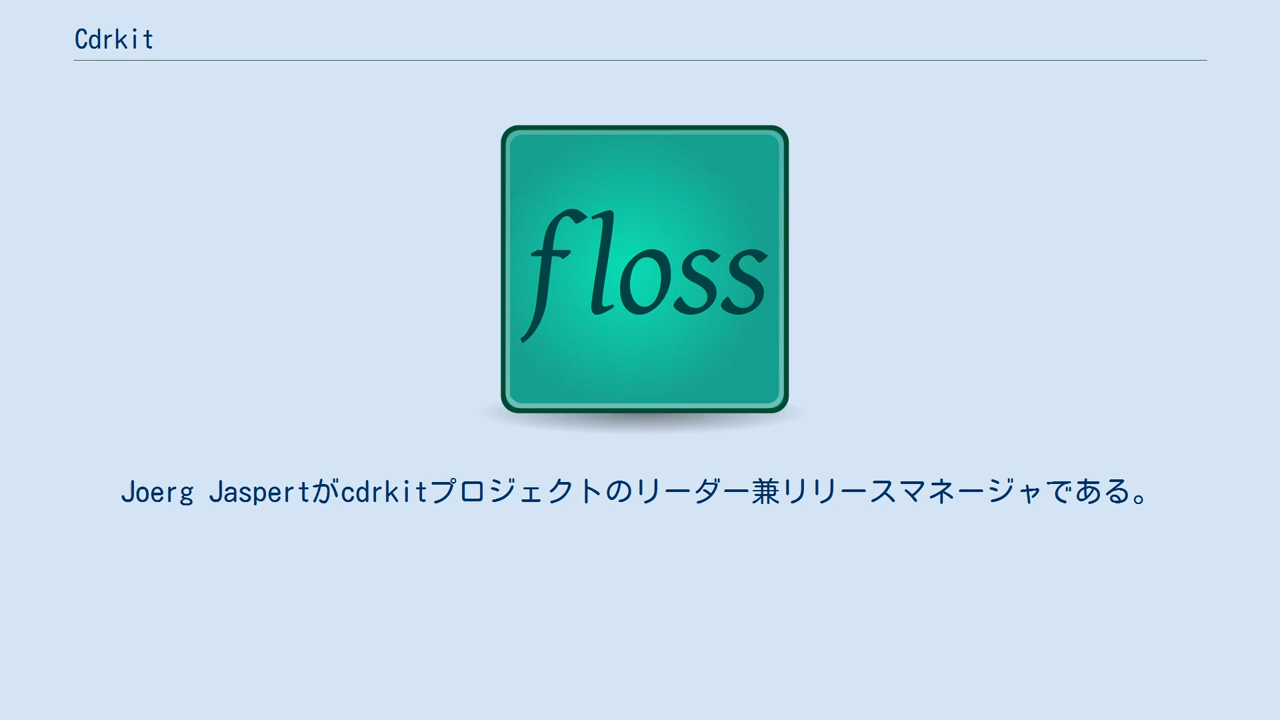 Cdrkit
floss
Joerg Jaspertがcdrkitプロジェクトのリーダー兼リリースマネージャである。